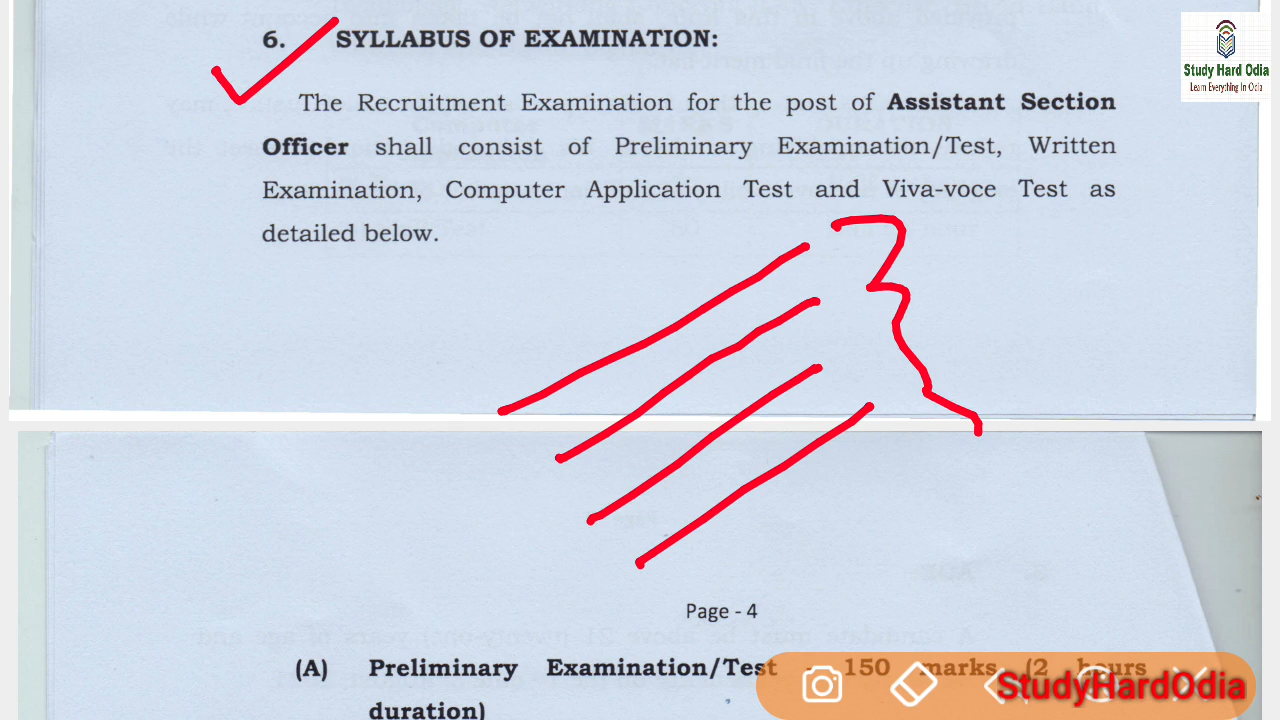 6. SYLLABUS OF EXAMINATION:
The Recruitment Examination for the post of Assistant Section
Officer shall consist of Preliminary Examination/Test, Written
Examination, Computer Application Test and Viva-voce Test as
detailed below.
Study Hard Odia
Learn Everything In Odia
Page - 4
(A) Preliminary Examination/Test - 150 marks (2 hours
duration)
StudyHardOdia